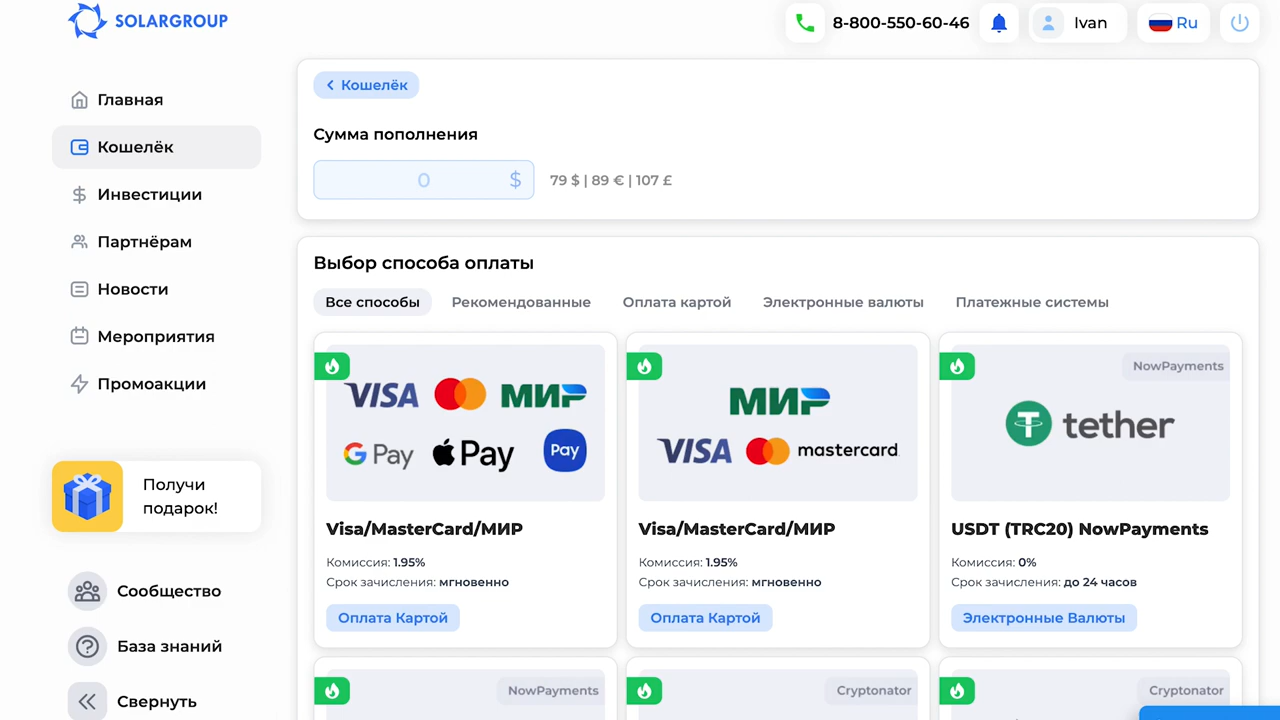 SOLARGROUP
8-800-550-60-46
Ivan
Ru
Главная
Кошелёк
Инвестиции
Партнёрам
Новости
Мероприятия
Промоакции
Получи
подарок!
Сообщество
База знаний
Свернуть
Кошелёк
Сумма пополнения
0 $
79 $ | 89 € | 107 £
Выбор способа оплаты
Все способы
Рекомендованные
Оплата картой
Электронные валюты
Платежные системы
VISA МИР
G Pay Pay Pay
Visa/MasterCard/МИР
Комиссия: 1.95%
Срок зачисления: мгновенно
Оплата Картой
МИР
VISA mastercard
Visa/MasterCard/МИР
Комиссия: 1.95%
Срок зачисления: мгновенно
Оплата Картой
NowPayments
tether
USDT (TRC20) NowPayments
Комиссия: 0%
Срок зачисления: до 24 часов
Электронные Валюты
NowPayments
Cryptonator
Cryptonator